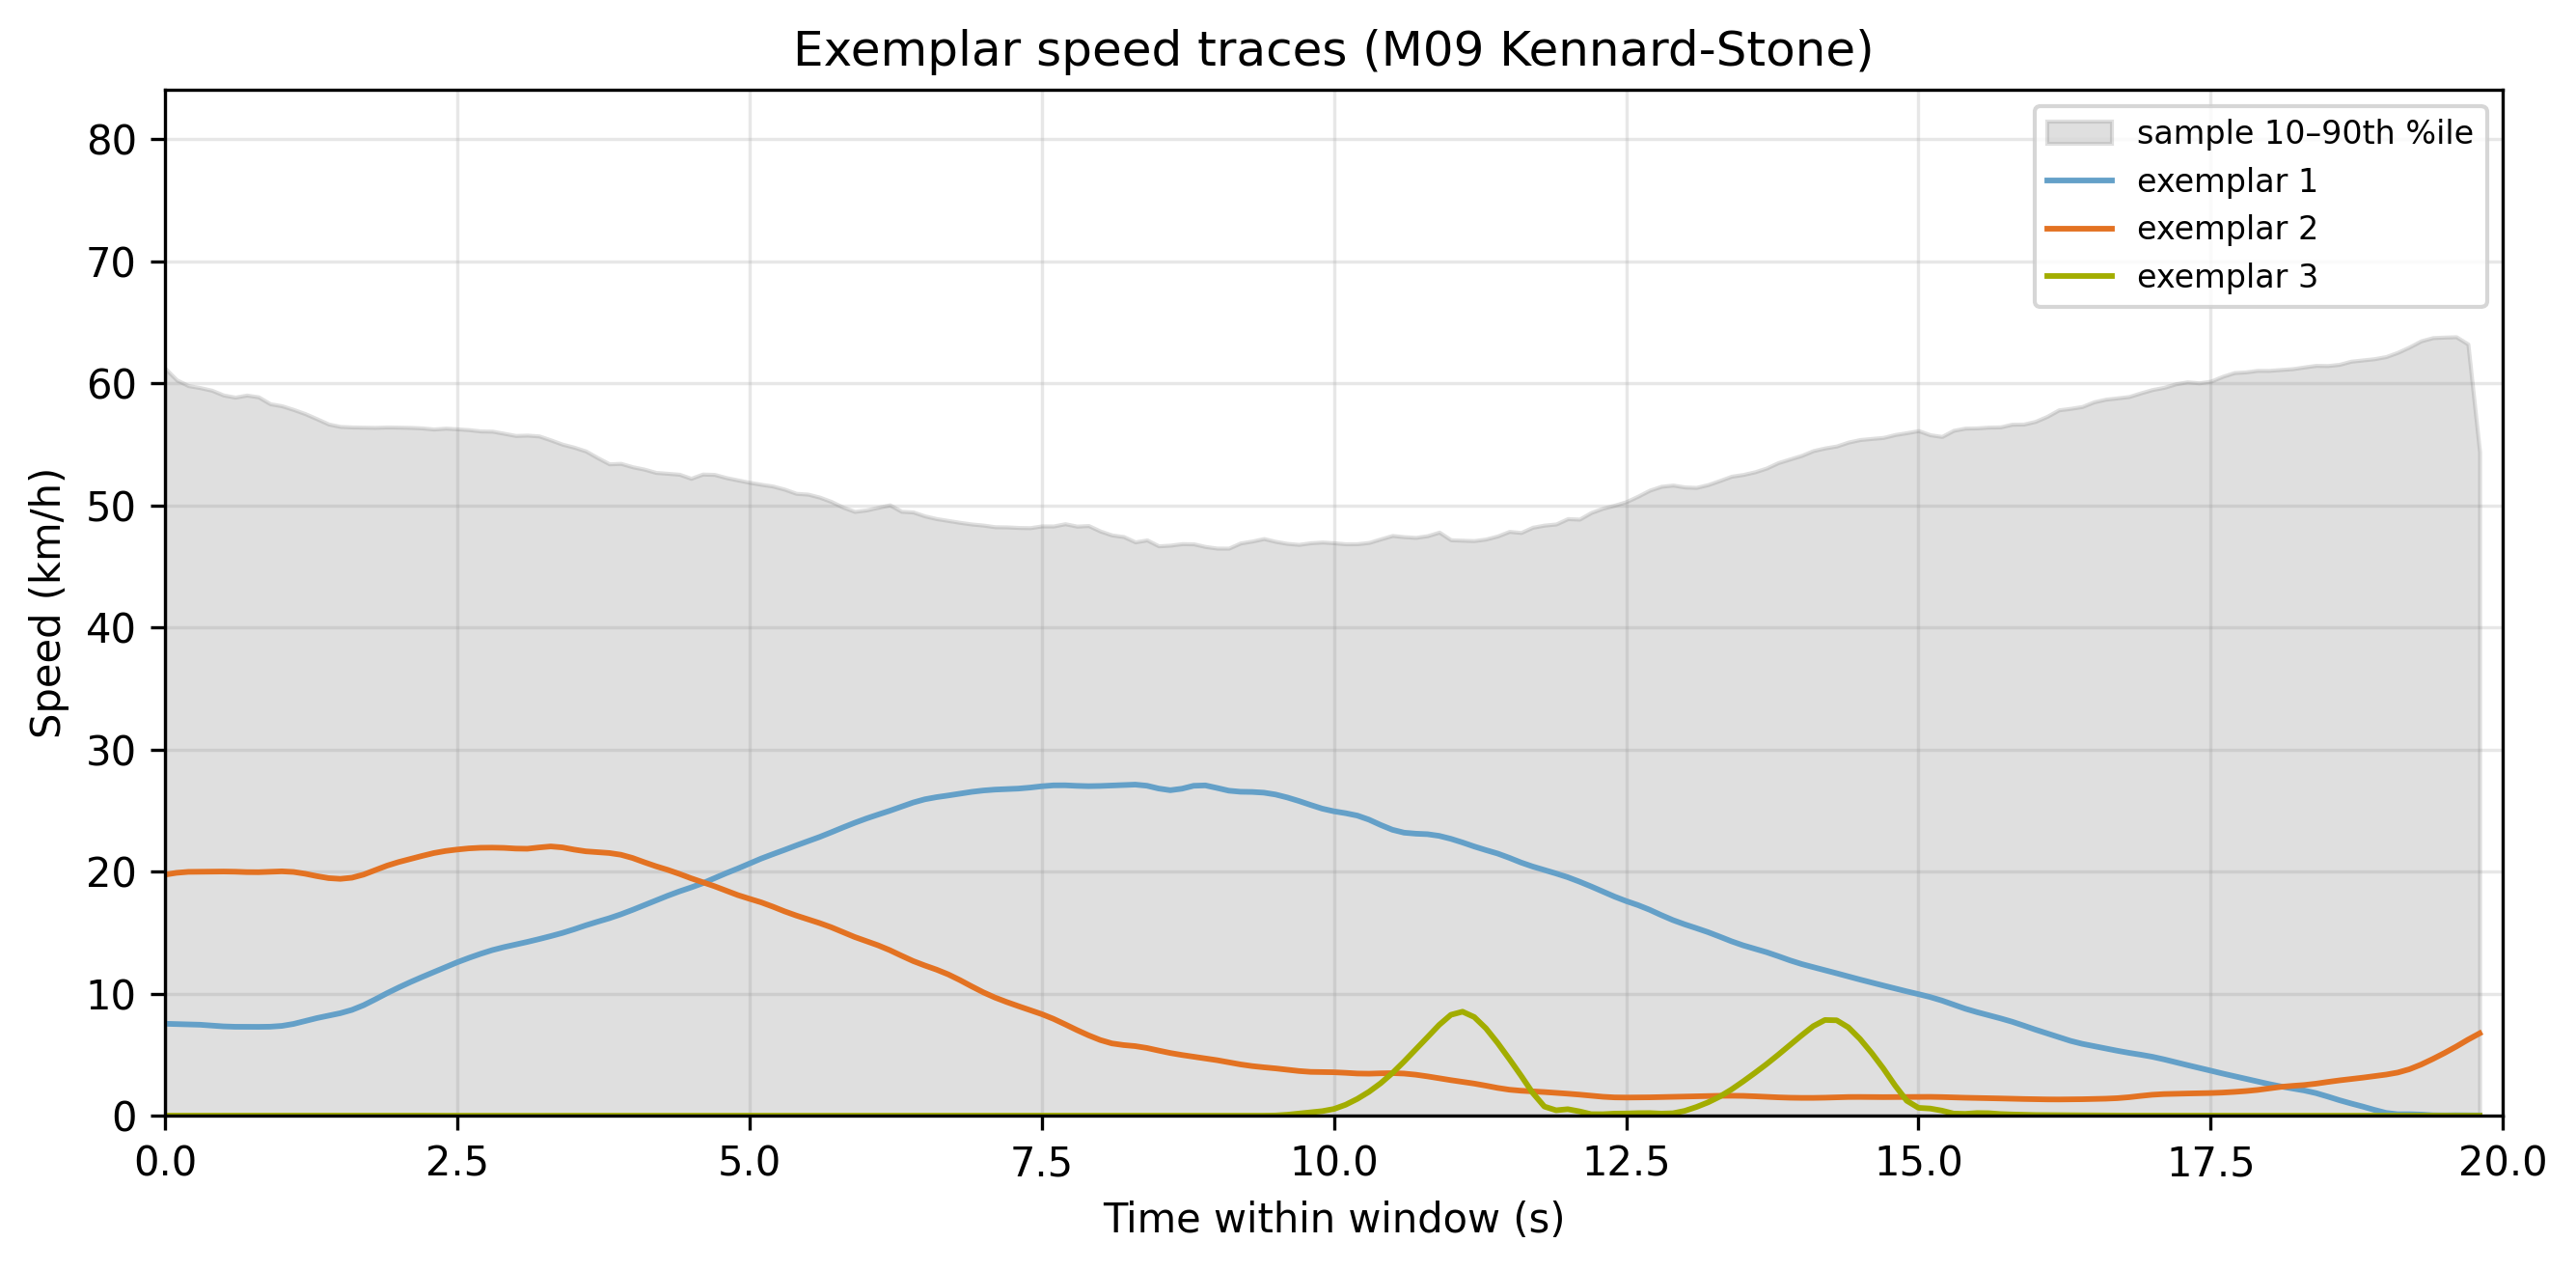 Exemplar speed traces (M09 Kennard-Stone)
sample 10–90th %ile
exemplar 1
exemplar 2
exemplar 3
Speed (km/h)
80
70
60
50
40
30
20
10
0
0.0 2.5 5.0 7.5 10.0 12.5 15.0 17.5 20.0
Time within window (s)